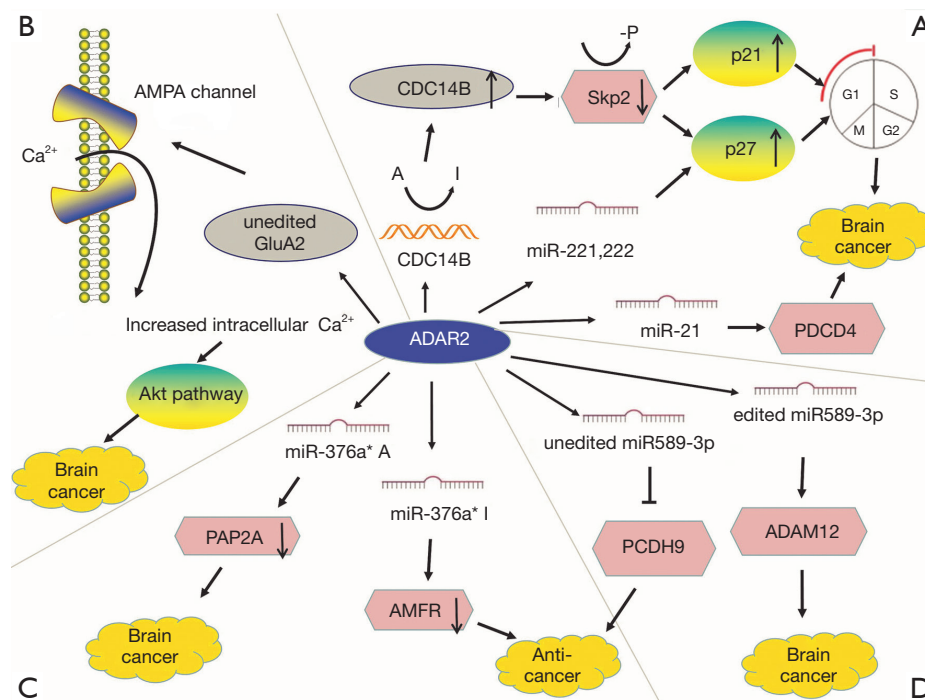 B
A
-P
CDC14B
Skp2
p21
G1
S
M
G2
AMPA channel
Ca²⁺
p27
A
I
unedited
GluA2
CDC14B
miR-221,222
Brain
cancer
Increased intracellular Ca²⁺
ADAR2
miR-21
PDCD4
Akt pathway
Brain
cancer
miR-376a* A
unedited miR589-3p
edited miR589-3p
miR-376a* I
PAP2A
PCDH9
ADAM12
AMFR
Brain
cancer
Anti-
cancer
Brain
cancer
C
D